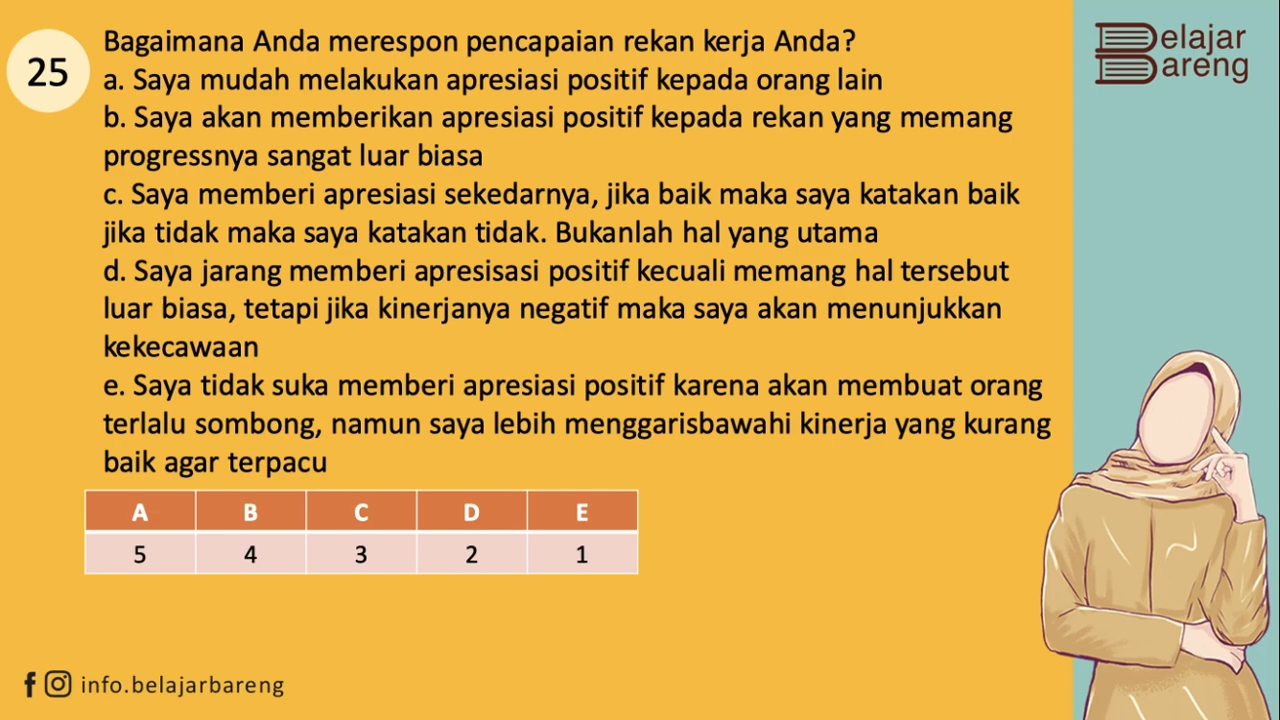 25
Bagaimana Anda merespon pencapaian rekan kerja Anda?
a. Saya mudah melakukan apresiasi positif kepada orang lain
b. Saya akan memberikan apresiasi positif kepada rekan yang memang
progressnya sangat luar biasa
c. Saya memberi apresiasi sekedarnya, jika baik maka saya katakan baik
jika tidak maka saya katakan tidak. Bukanlah hal yang utama
d. Saya jarang memberi apresisasi positif kecuali memang hal tersebut
luar biasa, tetapi jika kinerjanya negatif maka saya akan menunjukkan
kekecawaan
e. Saya tidak suka memberi apresiasi positif karena akan membuat orang
terlalu sombong, namun saya lebih menggarisbawahi kinerja yang kurang
baik agar terpacu
A B C D E
5 4 3 2 1
Belajar
Bareng
info.belajarbareng